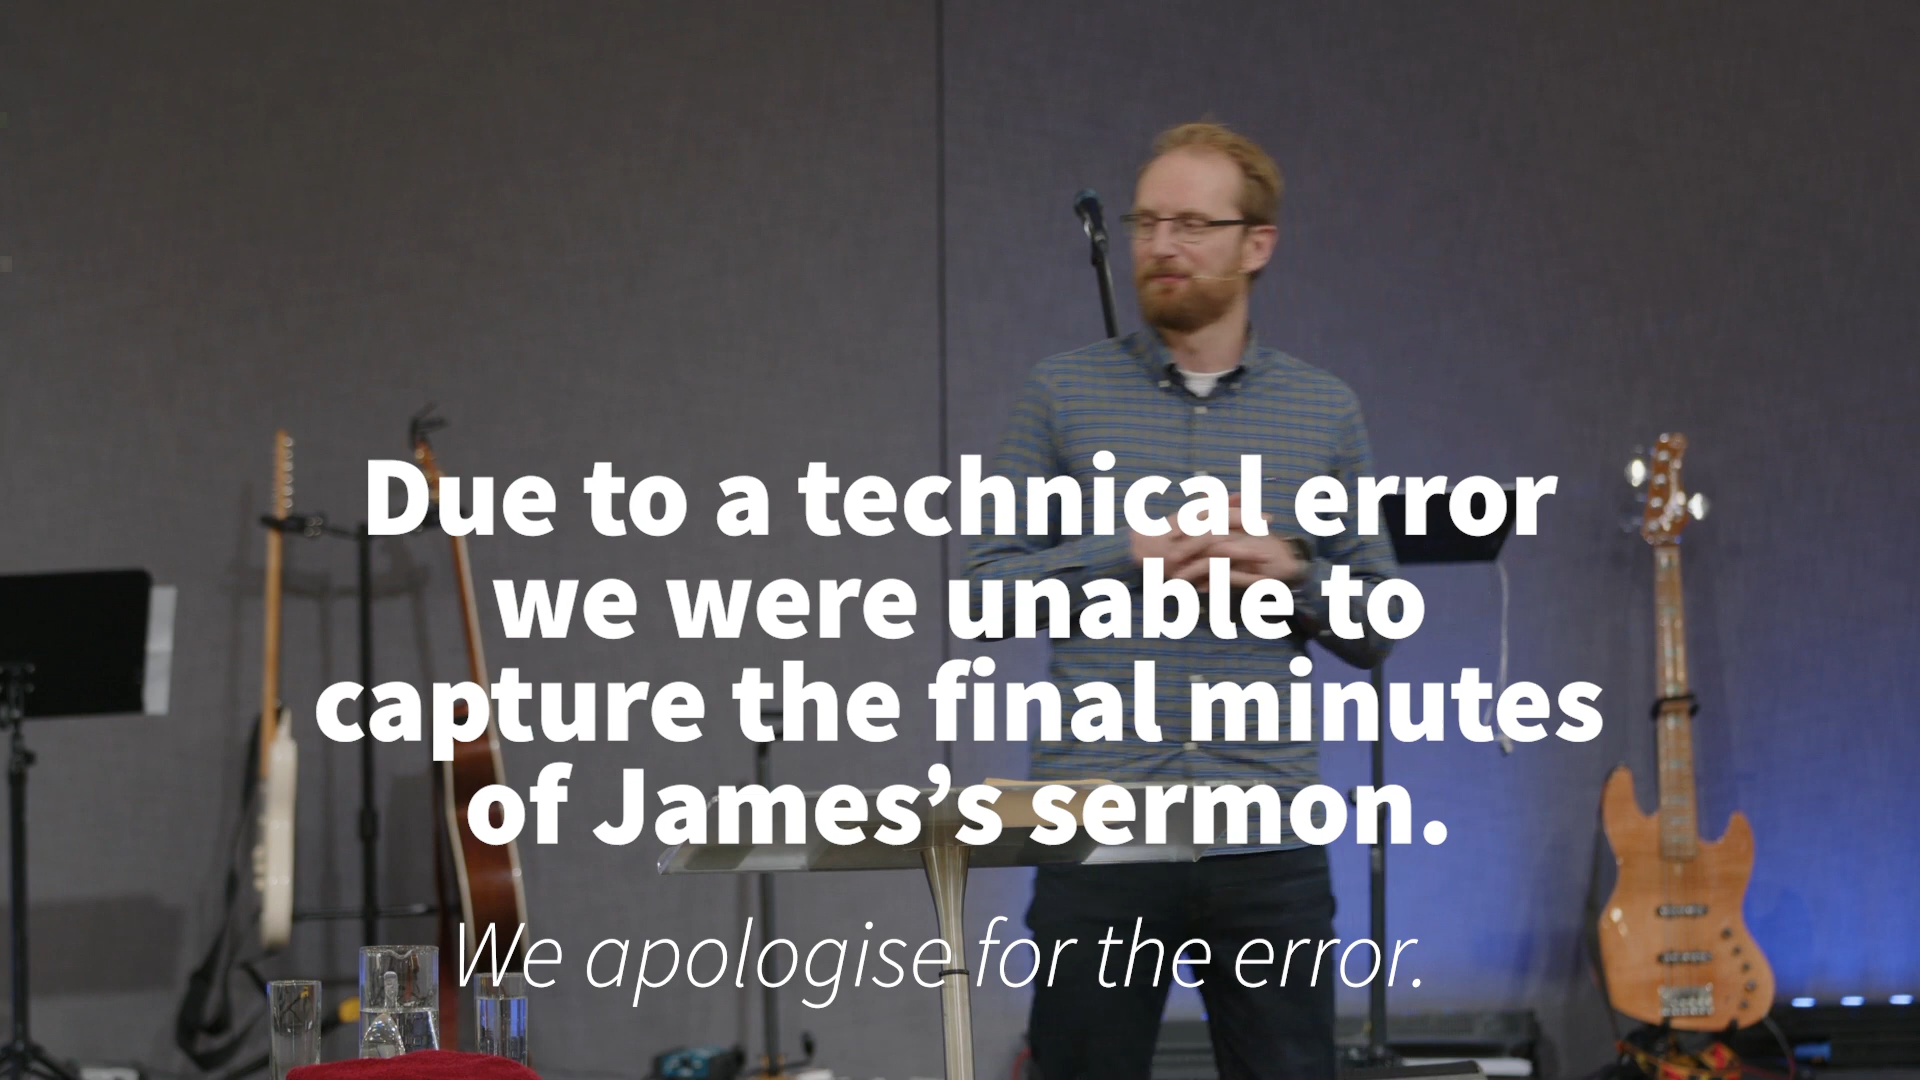 Due to a technical error
we were unable to
capture the final minutes
of James’s sermon.
We apologise for the error.